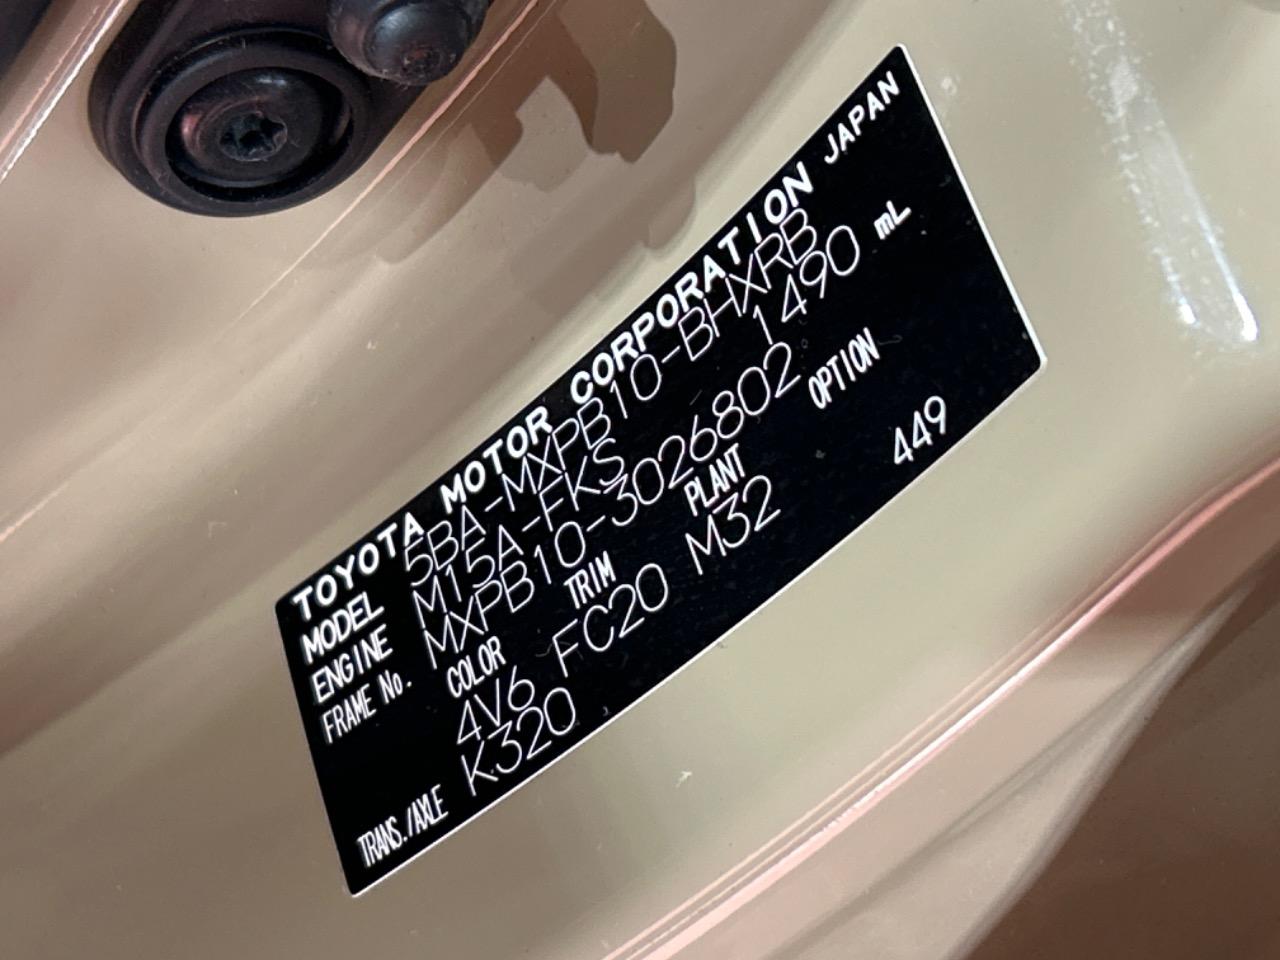 TOYOTA MOTOR CORPORATION JAPAN
MODEL 5BA-MXPB10-BHXRB
ENGINE M15A-FKS 1490 mL
FRAME No. MXPB10-3026802
COLOR TRIM PLANT OPTION
4V6 FC20 M32 449
TRANS./AXLE K320